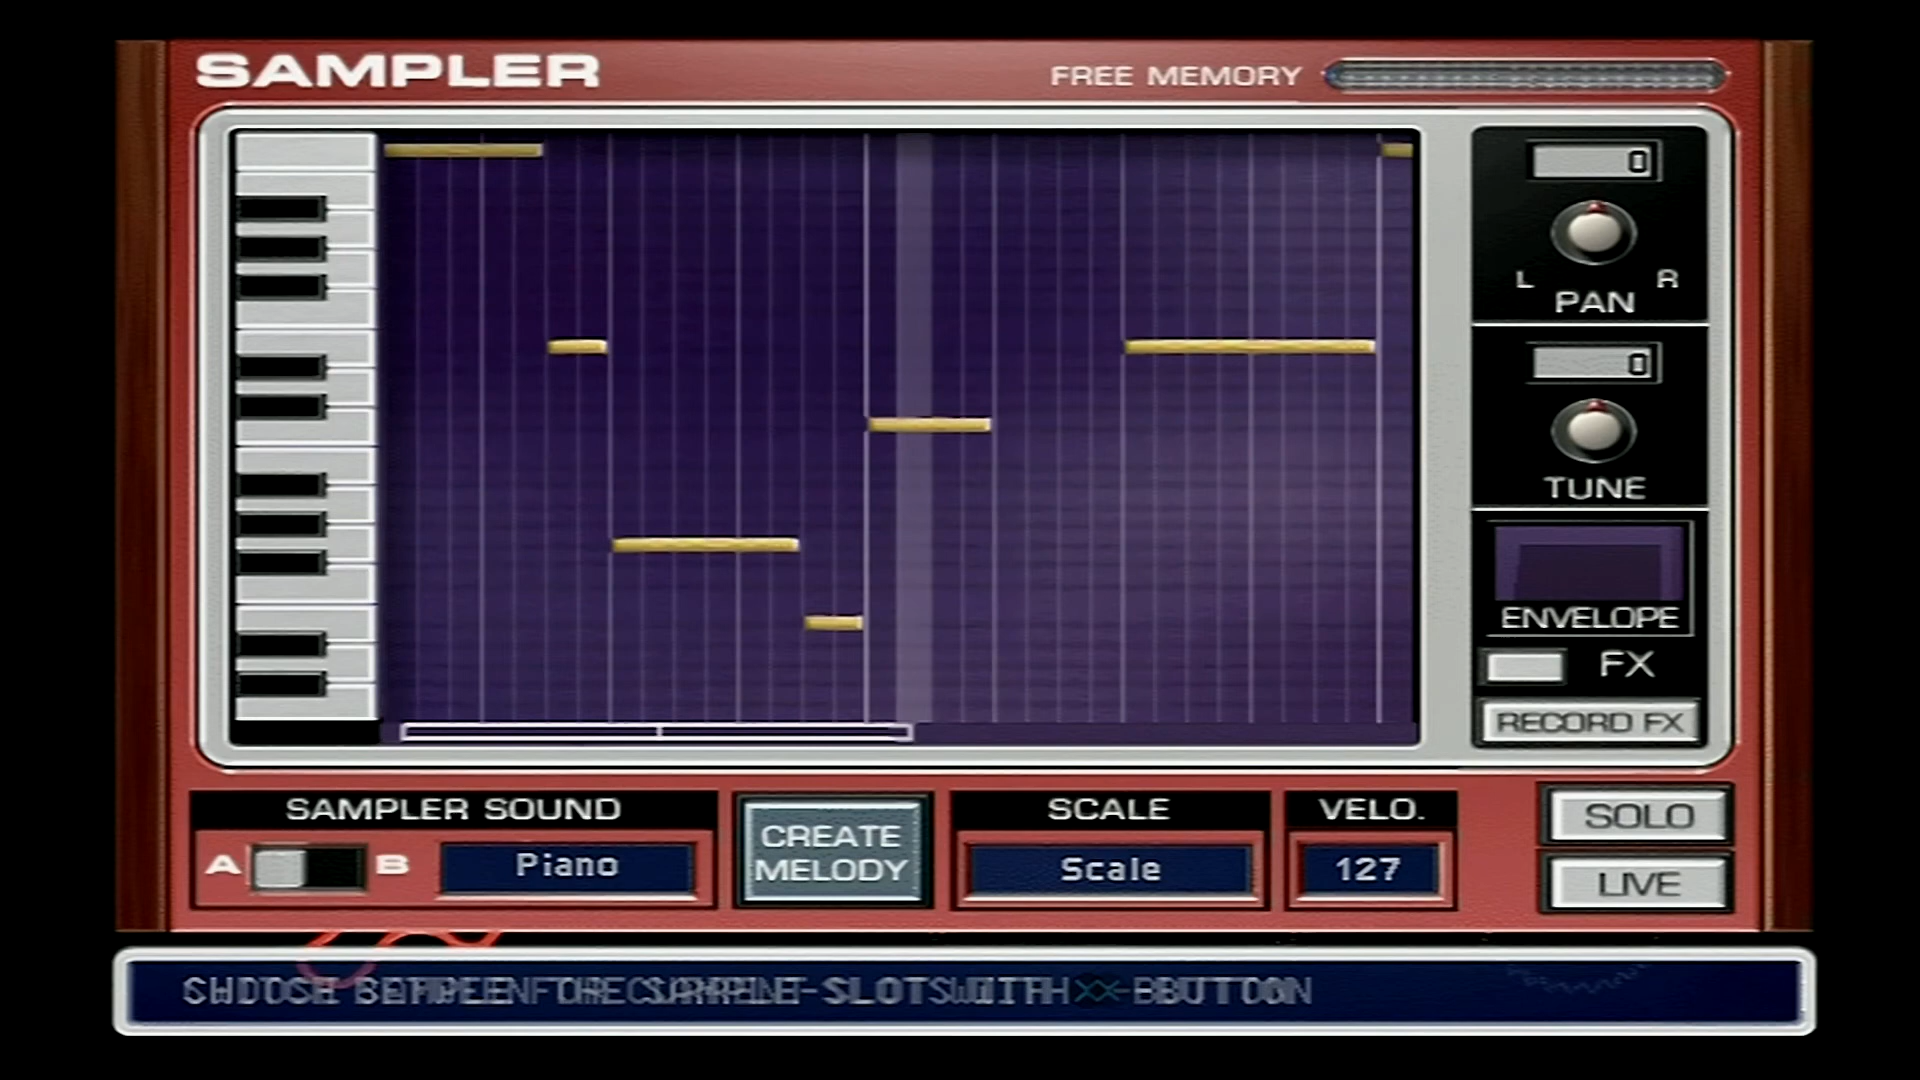 SAMPLER
FREE MEMORY
0
L R
PAN
0
TUNE
ENVELOPE
FX
RECORD FX
SAMPLER SOUND
A B Piano
CREATE
MELODY
SCALE
Scale
VELO.
127
SOLO
LIVE
BUTTON